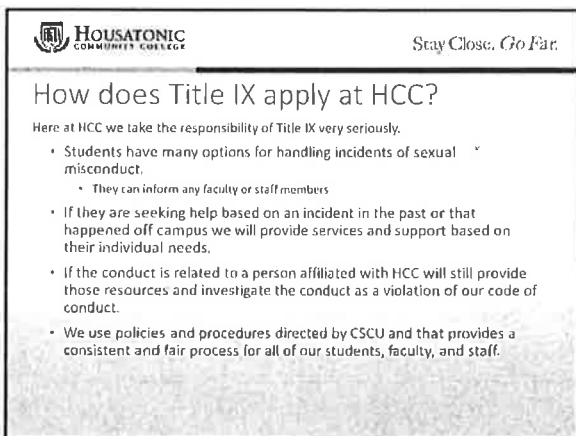 HOUSATONIC
COMMUNITY COLLEGE
Stay Close. Go Far.
How does Title IX apply at HCC?
Here at HCC we take the responsibility of Title IX very seriously.
• Students have many options for handling incidents of sexual
misconduct.
• They can inform any faculty or staff members
• If they are seeking help based on an incident in the past or that
happened off campus we will provide services and support based on
their individual needs.
• If the conduct is related to a person affiliated with HCC will still provide
those resources and investigate the conduct as a violation of our code of
conduct.
• We use policies and procedures directed by CSCU and that provides a
consistent and fair process for all of our students, faculty, and staff.